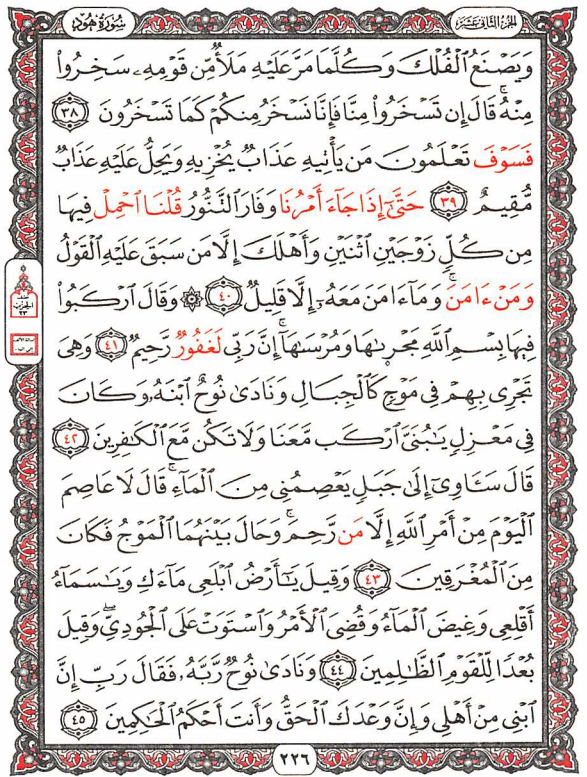 الجزء الثاني عشر
سورة هود
وَيَصْنَعُ ٱلْفُلْكَ وَكُلَّمَا مَرَّ عَلَيْهِ مَلَأٌ مِّن قَوْمِهِۦ سَخِرُوا۟
مِنْهُ ۚ قَالَ إِن تَسْخَرُوا۟ مِنَّا فَإِنَّا نَسْخَرُ مِنكُمْ كَمَا تَسْخَرُونَ ٣٨
فَسَوْفَ تَعْلَمُونَ مَن يَأْتِيهِ عَذَابٌ يُخْزِيهِ وَيَحِلُّ عَلَيْهِ عَذَابٌ
مُّقِيمٌ ٣٩ حَتَّىٰٓ إِذَا جَآءَ أَمْرُنَا وَفَارَ ٱلتَّنُّورُ قُلْنَا ٱحْمِلْ فِيهَا
مِن كُلٍّ زَوْجَيْنِ ٱثْنَيْنِ وَأَهْلَكَ إِلَّا مَن سَبَقَ عَلَيْهِ ٱلْقَوْلُ
وَمَنْ ءَامَنَ ۚ وَمَآ ءَامَنَ مَعَهُۥٓ إِلَّا قَلِيلٌ ٤٠ ۞ وَقَالَ ٱرْكَبُوا۟
فِيهَا بِسْمِ ٱللَّهِ مَجْر۪ىٰهَا وَمُرْسَىٰهَآ ۚ إِنَّ رَبِّى لَغَفُورٌ رَّحِيمٌ ٤١ وَهِىَ
تَجْرِى بِهِمْ فِى مَوْجٍ كَٱلْجِبَالِ وَنَادَىٰ نُوحٌ ٱبْنَهُۥ وَكَانَ
فِى مَعْزِلٍ يَٰبُنَىَّ ٱرْكَب مَّعَنَا وَلَا تَكُن مَّعَ ٱلْكَٰفِرِينَ ٤٢
قَالَ سَـَٔاوِىٓ إِلَىٰ جَبَلٍ يَعْصِمُنِى مِنَ ٱلْمَآءِ ۚ قَالَ لَا عَاصِمَ
ٱلْيَوْمَ مِنْ أَمْرِ ٱللَّهِ إِلَّا مَن رَّحِمَ ۚ وَحَالَ بَيْنَهُمَا ٱلْمَوْجُ فَكَانَ
مِنَ ٱلْمُغْرَقِينَ ٤٣ وَقِيلَ يَٰٓأَرْضُ ٱبْلَعِى مَآءَكِ وَيَٰسَمَآءُ
أَقْلِعِى وَغِيضَ ٱلْمَآءُ وَقُضِىَ ٱلْأَمْرُ وَٱسْتَوَتْ عَلَى ٱلْجُودِىِّ ۖ وَقِيلَ
بُعْدًا لِّلْقَوْمِ ٱلظَّٰلِمِينَ ٤٤ وَنَادَىٰ نُوحٌ رَّبَّهُۥ فَقَالَ رَبِّ إِنَّ
ٱبْنِى مِنْ أَهْلِى وَإِنَّ وَعْدَكَ ٱلْحَقُّ وَأَنتَ أَحْكَمُ ٱلْحَٰكِمِينَ ٤٥
الحزب
٢٣
٢٢٦